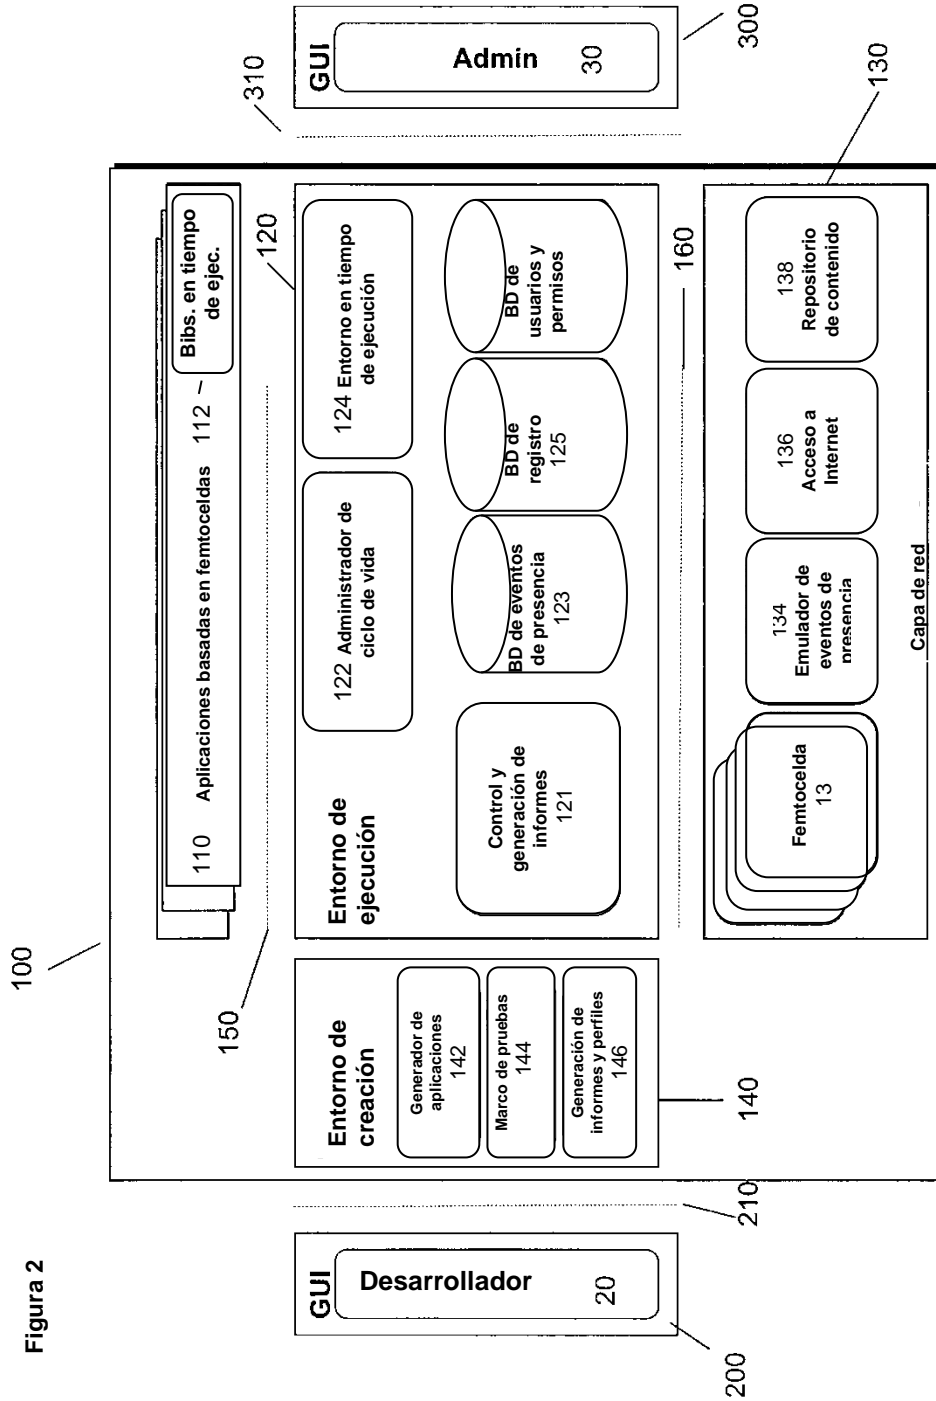 Figura 2
100
110 Aplicaciones basadas en femtoceldas 112
Bibs. en tiempo
de ejec.
150
120
310
Entorno de
creación
Generador de
aplicaciones
142
Marco de pruebas
144
Generación de
informes y perfiles
146
140
Entorno de
ejecución
122 Administrador de
ciclo de vida
124 Entorno en tiempo
de ejecución
Control y
generación de
informes
121
BD de eventos
de presencia
123
BD de
registro
125
BD de
usuarios y
permisos
160
GUI
Desarrollador
20
200
210
GUI
Admin
30
300
130
Femtocelda
13
134
Emulador de
eventos de
presencia
136
Acceso a
Internet
138
Repositorio
de contenido
Capa de red